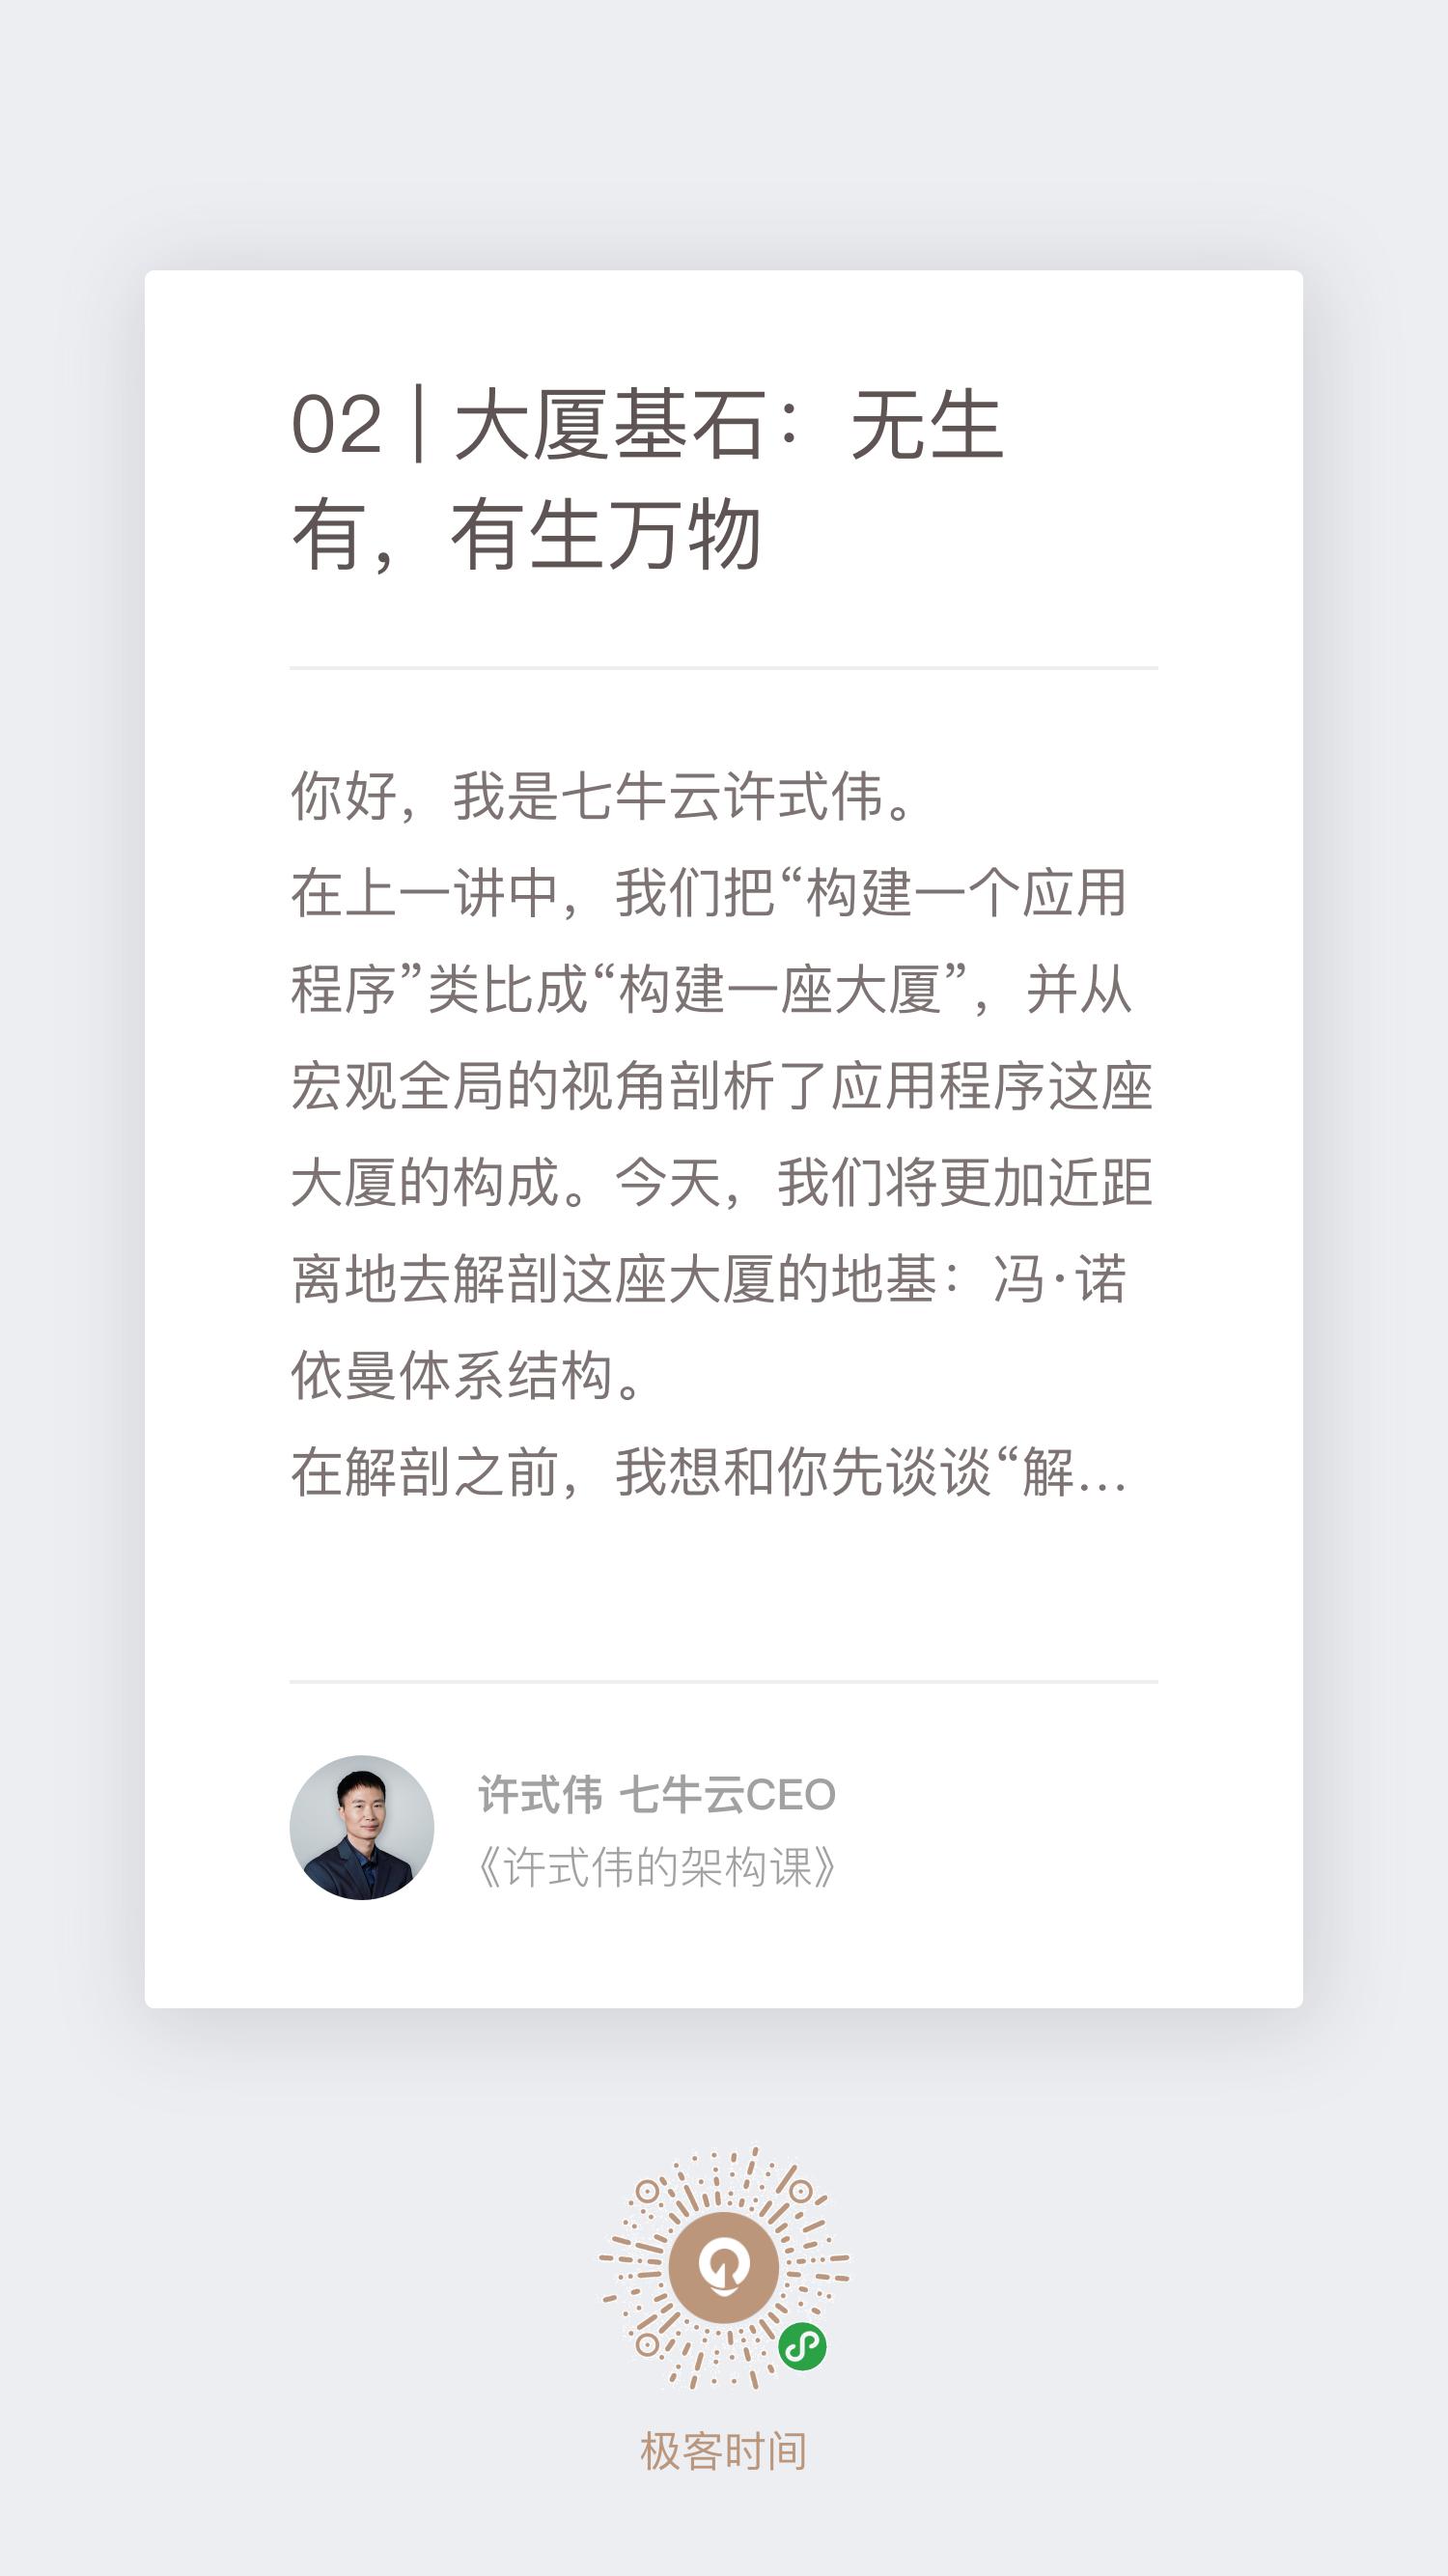 02 | 大厦基石：无生
有，有生万物
你好，我是七牛云许式伟。
在上一讲中，我们把“构建一个应用
程序”类比成“构建一座大厦”，并从
宏观全局的视角剖析了应用程序这座
大厦的构成。今天，我们将更加近距
离地去解剖这座大厦的地基：冯·诺
依曼体系结构。
在解剖之前，我想和你先谈谈“解...
许式伟 七牛云CEO
《许式伟的架构课》
极客时间